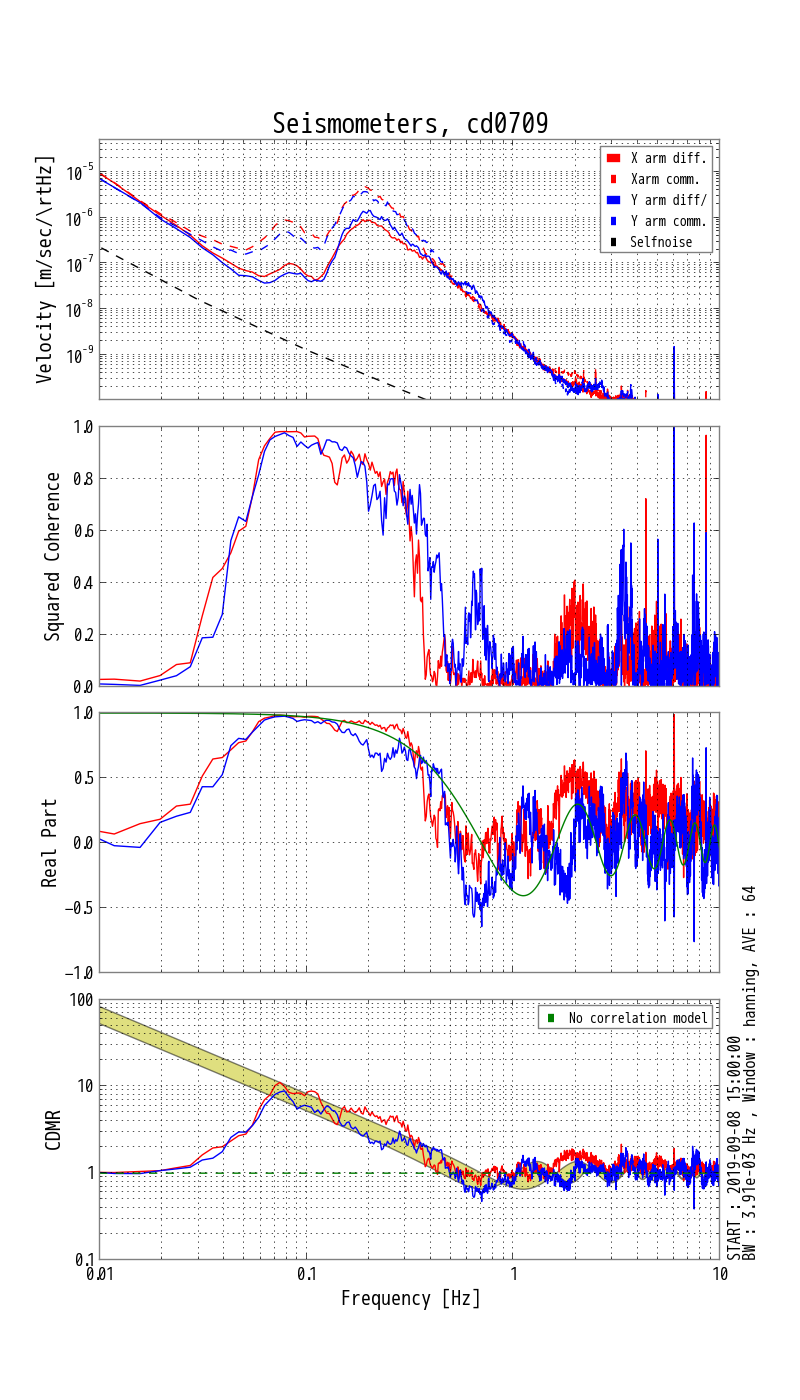 Seismometers, cd0709
Velocity [m/sec/\rtHz]
10^-5
10^-6
10^-7
10^-8
10^-9
X arm diff.
Xarm comm.
Y arm diff/
Y arm comm.
Selfnoise
Squared Coherence
1.0
0.8
0.6
0.4
0.2
0.0
Real Part
1.0
0.5
0.0
−0.5
−1.0
CDMR
100
10
1
0.1
No correlation model
0.01
0.1
1
10
Frequency [Hz]
START : 2019-09-08 15:00:00
BW : 3.91e-03 Hz , Window : hanning, AVE : 64